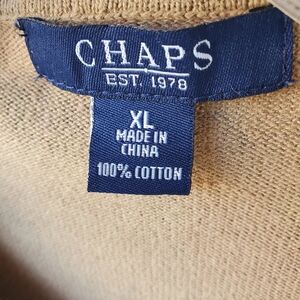 CHAPS
EST. 1978
XL
MADE IN
CHINA
100% COTTON